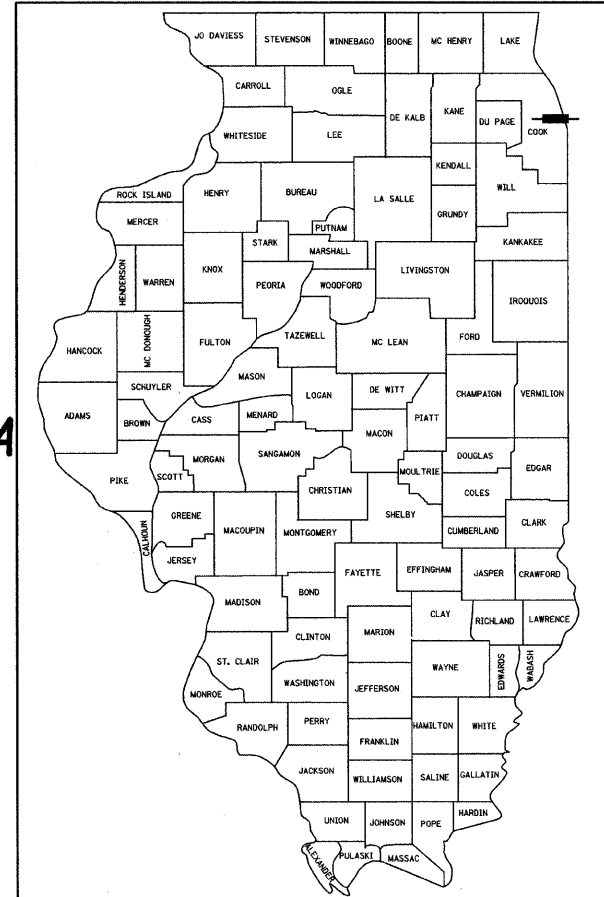 JO DAVIESS STEVENSON WINNEBAGO BOONE MC HENRY LAKE
CARROLL OGLE DE KALB KANE DU PAGE COOK
WHITESIDE LEE
KENDALL
ROCK ISLAND HENRY BUREAU LA SALLE GRUNDY WILL
MERCER PUTNAM
STARK MARSHALL KANKAKEE
HENDERSON WARREN KNOX PEORIA WOODFORD LIVINGSTON
IROQUOIS
HANCOCK MC DONOUGH FULTON TAZEWELL MC LEAN FORD
SCHUYLER MASON LOGAN DE WITT CHAMPAIGN VERMILION
4 ADAMS BROWN CASS MENARD MACON PIATT
PIKE SCOTT MORGAN SANGAMON MOULTRIE DOUGLAS EDGAR
CHRISTIAN COLES
CALHOUN GREENE MACOUPIN MONTGOMERY SHELBY CUMBERLAND CLARK
JERSEY FAYETTE EFFINGHAM JASPER CRAWFORD
MADISON BOND
CLAY RICHLAND LAWRENCE
CLINTON MARION
ST. CLAIR WAYNE EDWARDS WABASH
WASHINGTON JEFFERSON
MONROE
RANDOLPH PERRY HAMILTON WHITE
FRANKLIN
JACKSON WILLIAMSON SALINE GALLATIN
UNION JOHNSON POPE HARDIN
ALEXANDER PULASKI MASSAC